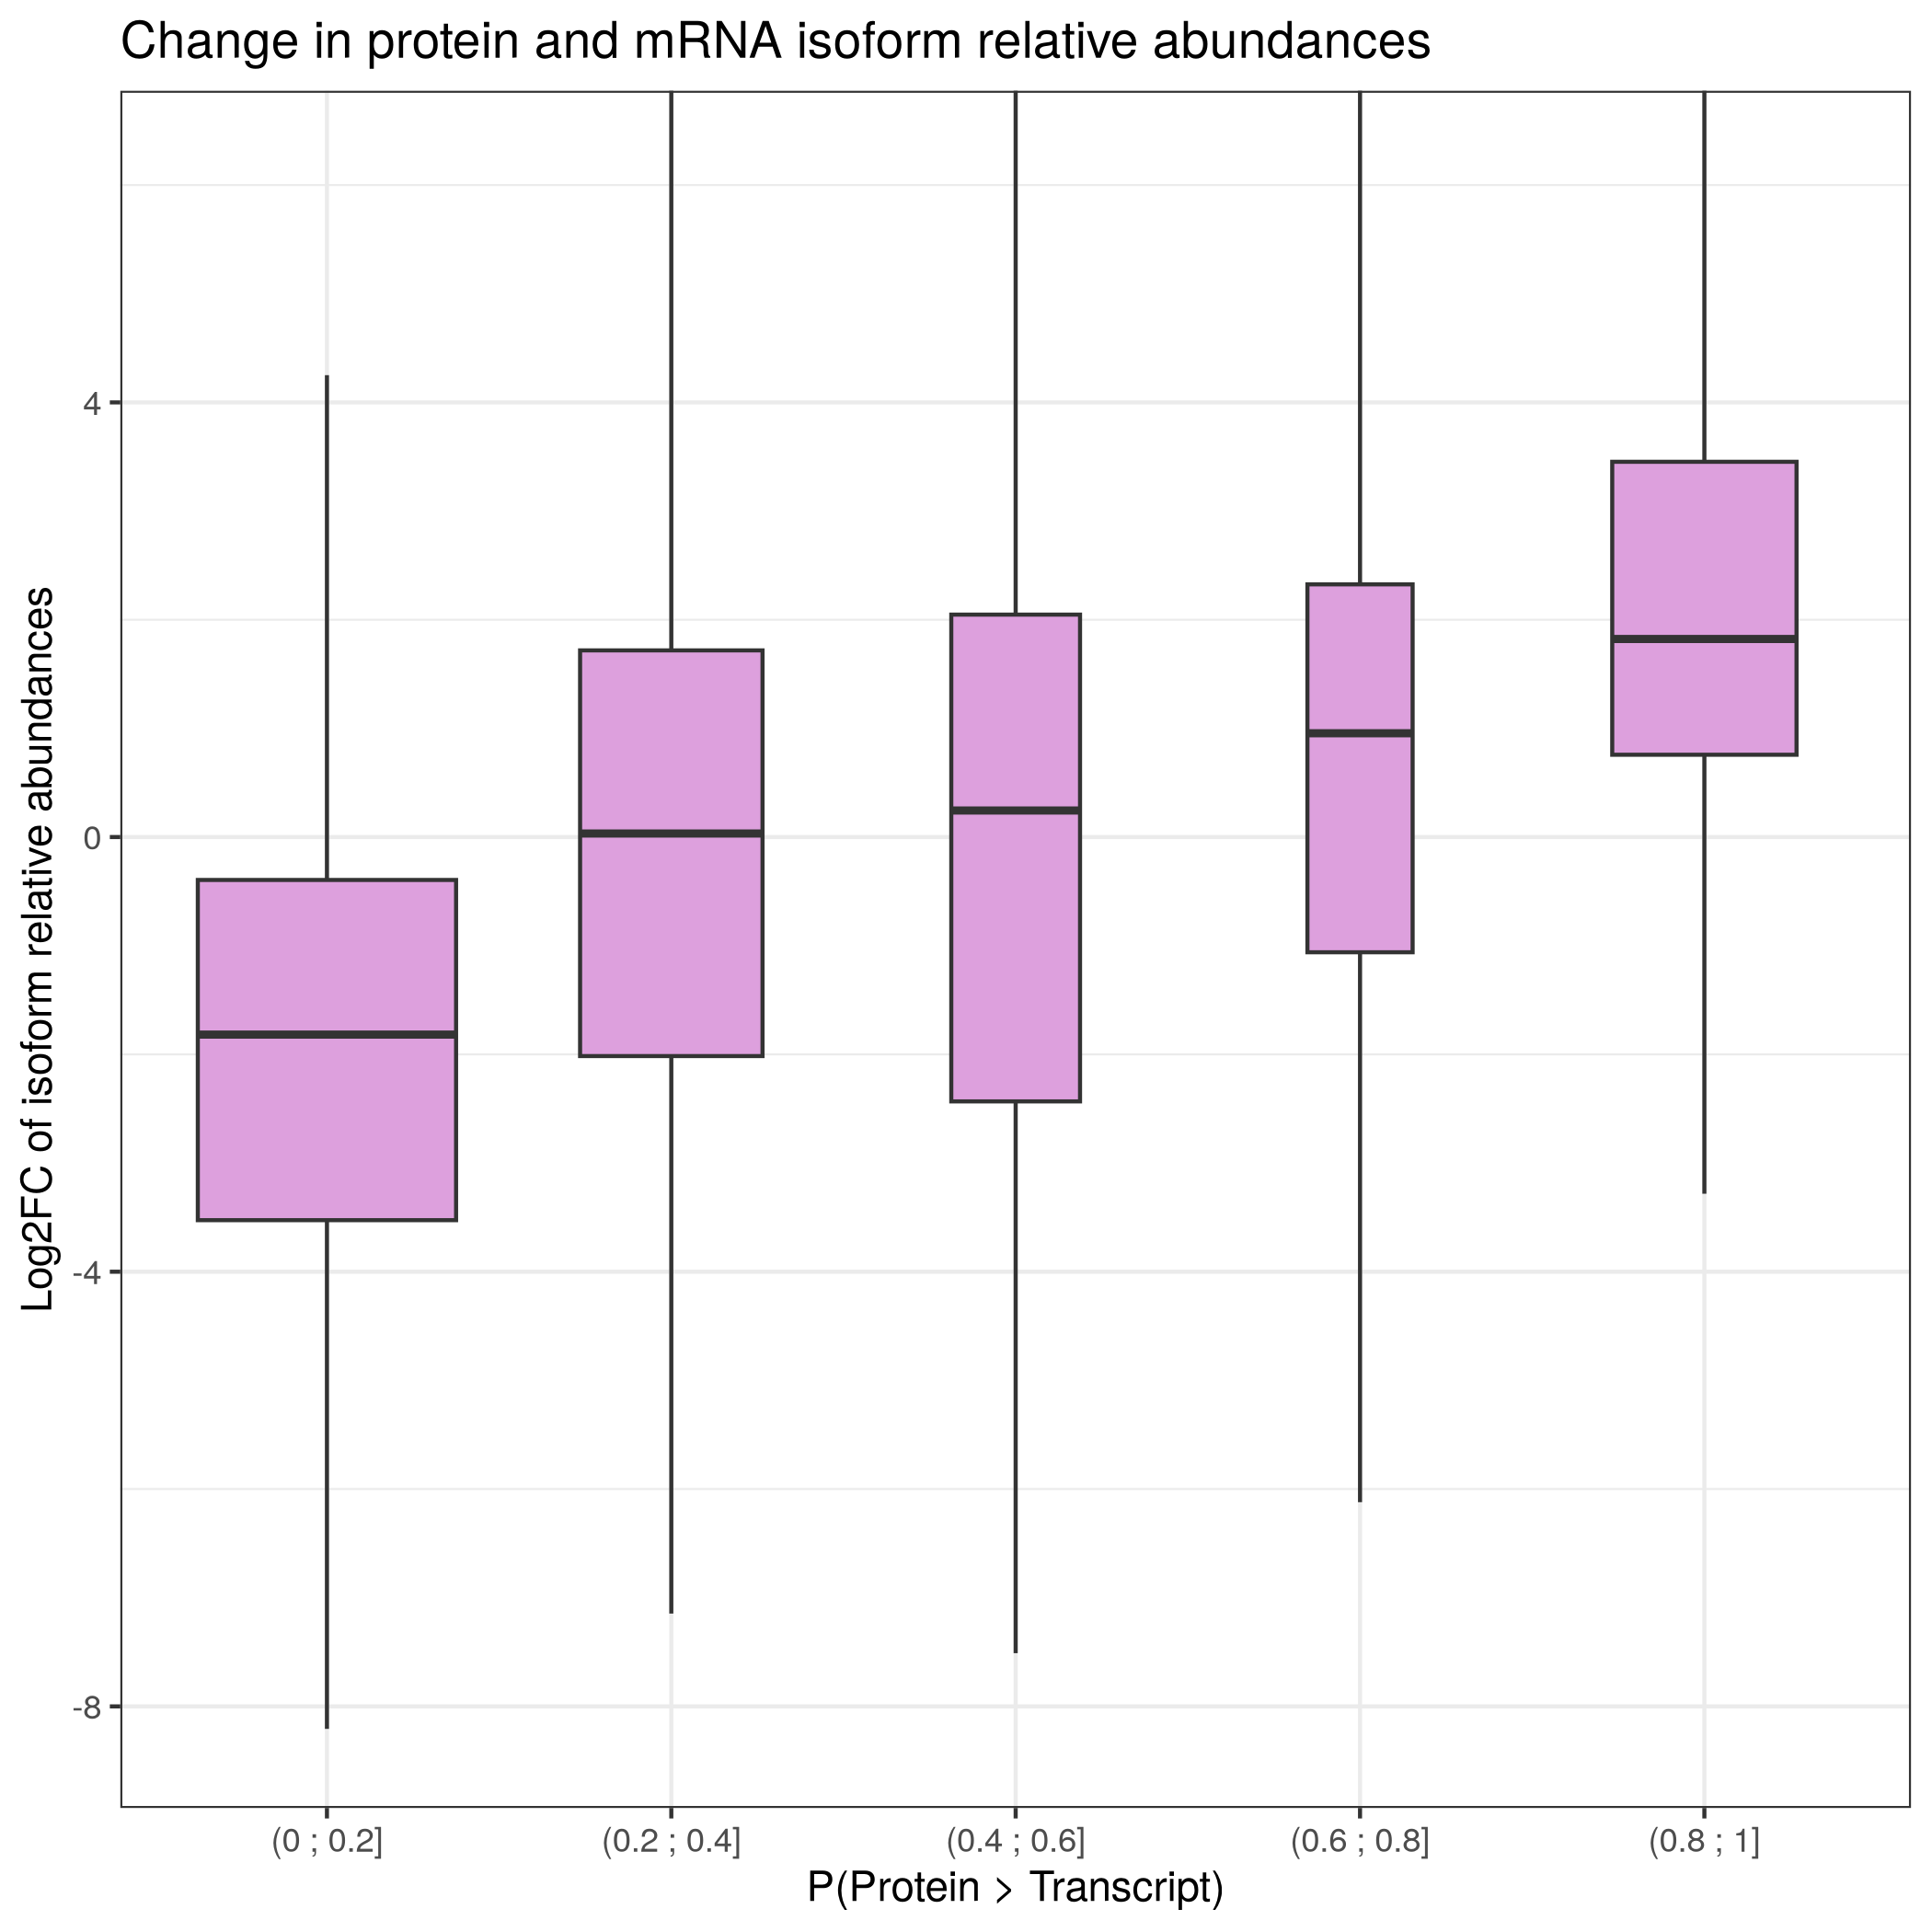 Change in protein and mRNA isoform relative abundances
Log2FC of isoform relative abundances
4
0
-4
-8
(0 ; 0.2]
(0.2 ; 0.4]
(0.4 ; 0.6]
(0.6 ; 0.8]
(0.8 ; 1]
P(Protein > Transcript)